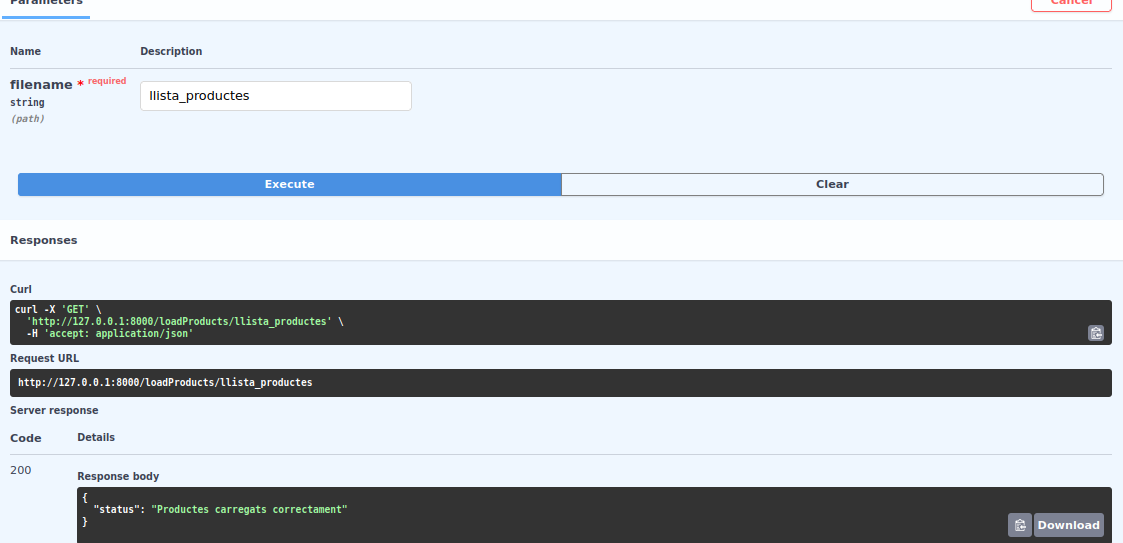 Parameters
Cancel
Name Description
filename * required
string
(path)
llista_productes
Execute Clear
Responses
Curl
curl -X 'GET' \
'http://127.0.0.1:8000/loadProducts/llista_productes' \
-H 'accept: application/json'
Request URL
http://127.0.0.1:8000/loadProducts/llista_productes
Server response
Code Details
200
Response body
{
"status": "Productes carregats correctament"
}
Download